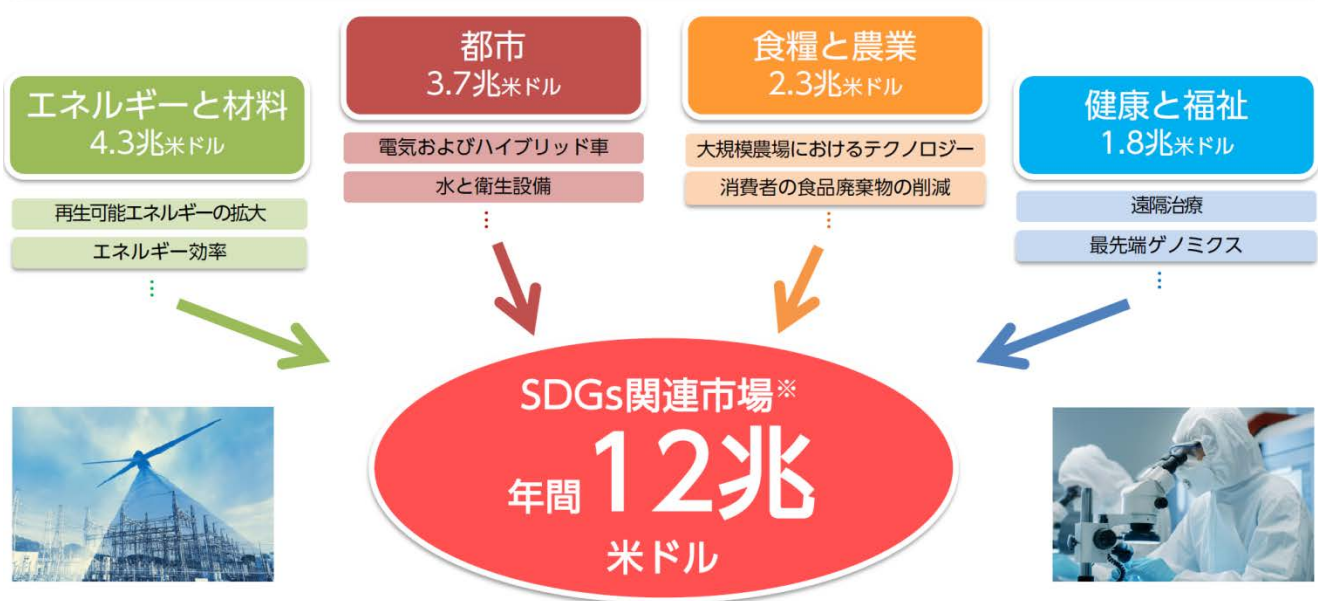 エネルギーと材料
4.3兆米ドル
再生可能エネルギーの拡大
エネルギー効率
⋮
都市
3.7兆米ドル
電気およびハイブリッド車
水と衛生設備
⋮
食糧と農業
2.3兆米ドル
大規模農場におけるテクノロジー
消費者の食品廃棄物の削減
⋮
健康と福祉
1.8兆米ドル
遠隔治療
最先端ゲノミクス
⋮
SDGs関連市場※
年間12兆
米ドル